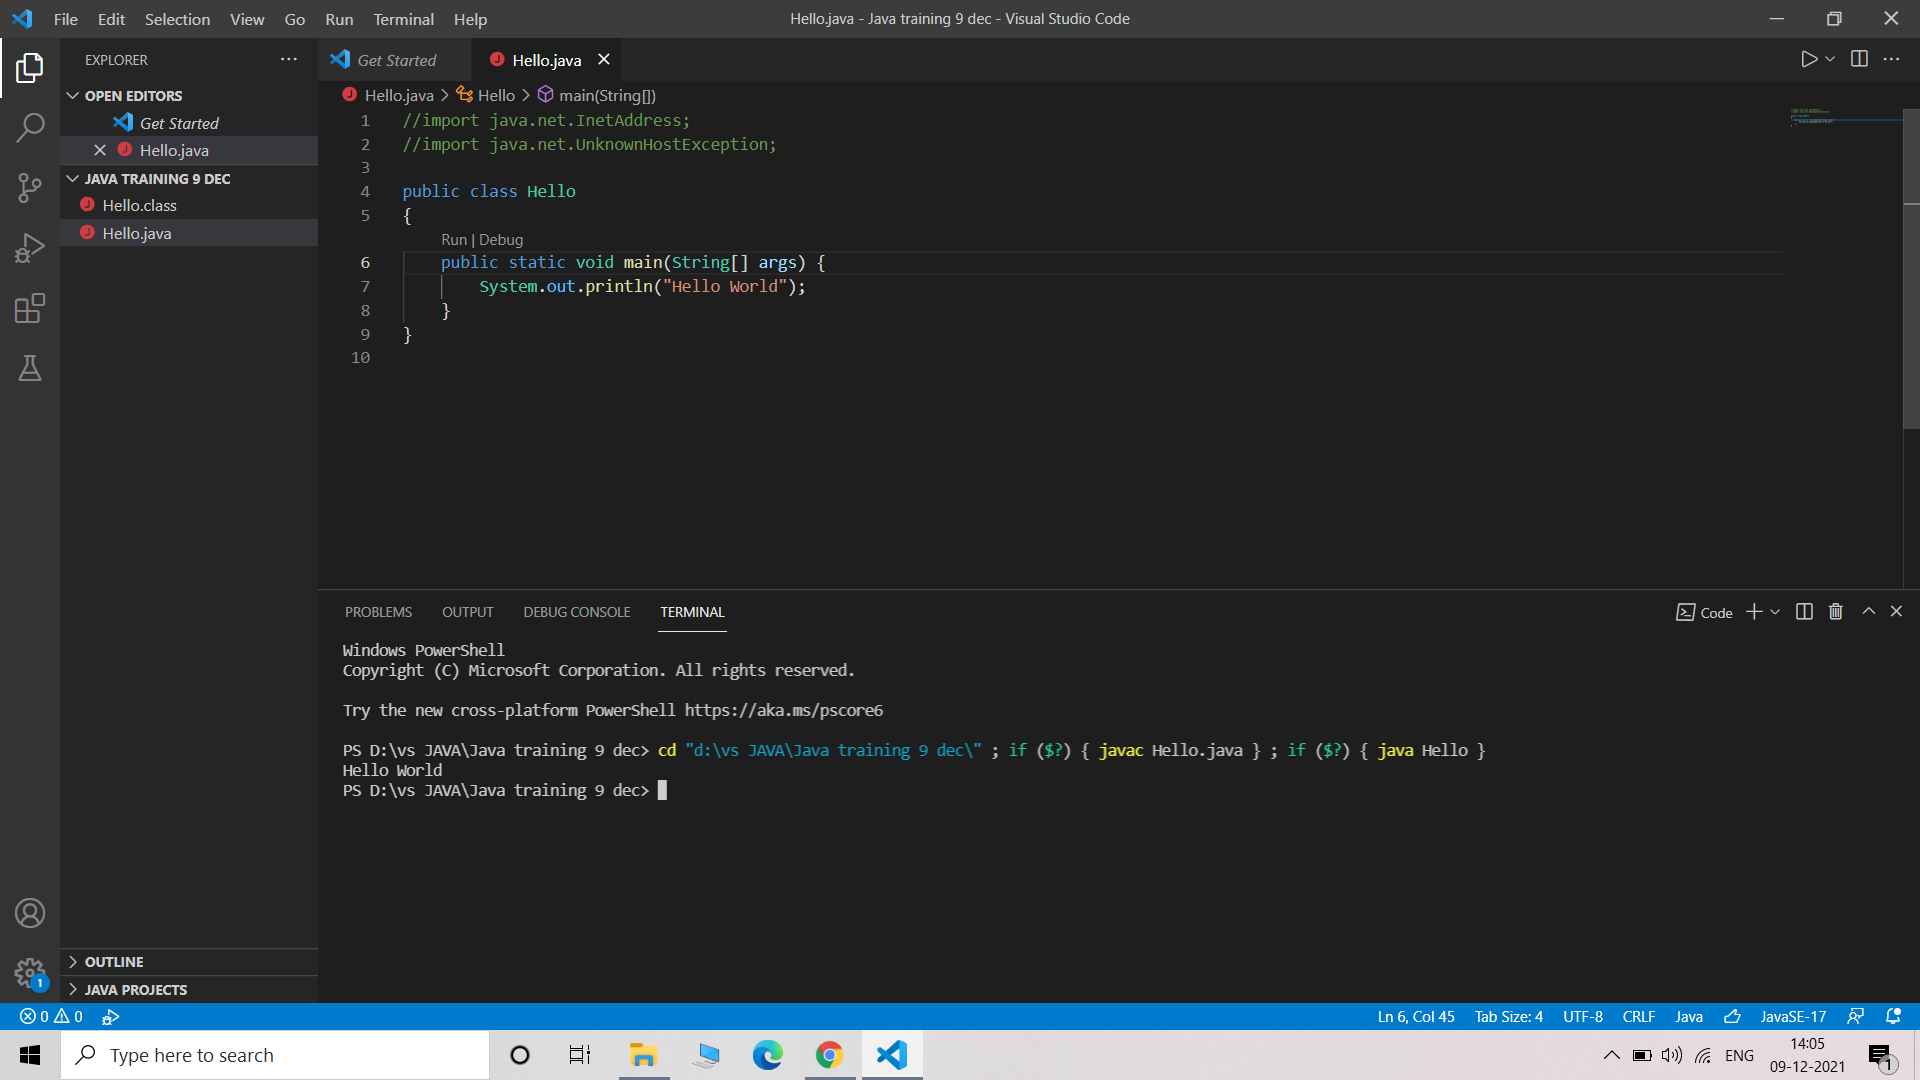 File Edit Selection View Go Run Terminal Help
Hello.java - Java training 9 dec - Visual Studio Code
EXPLORER
OPEN EDITORS
Get Started
Hello.java
JAVA TRAINING 9 DEC
Hello.class
Hello.java
OUTLINE
JAVA PROJECTS
Get Started
Hello.java
Hello.java > Hello > main(String[])
1 //import java.net.InetAddress;
2 //import java.net.UnknownHostException;
3
4 public class Hello
5 {
Run | Debug
6 public static void main(String[] args) {
7 System.out.println("Hello World");
8 }
9 }
10
PROBLEMS OUTPUT DEBUG CONSOLE TERMINAL
Code
Windows PowerShell
Copyright (C) Microsoft Corporation. All rights reserved.
Try the new cross-platform PowerShell https://aka.ms/pscore6
PS D:\vs JAVA\Java training 9 dec> cd "d:\vs JAVA\Java training 9 dec\" ; if ($?) { javac Hello.java } ; if ($?) { java Hello }
Hello World
PS D:\vs JAVA\Java training 9 dec>
1
0 0
Ln 6, Col 45 Tab Size: 4 UTF-8 CRLF Java JavaSE-17
Type here to search
ENG
14:05
09-12-2021
1